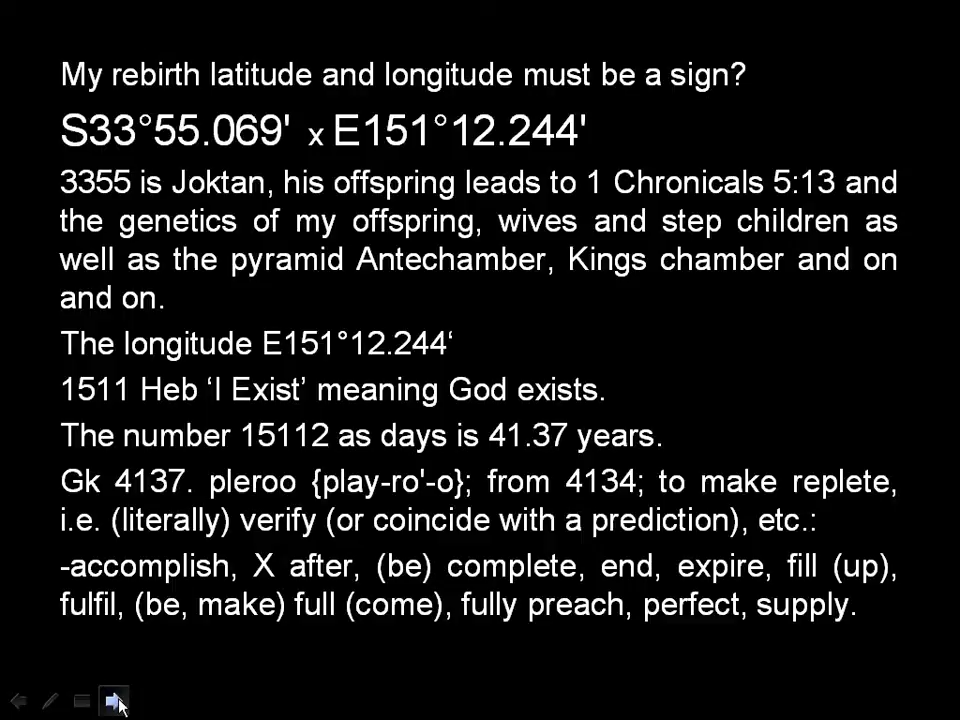 My rebirth latitude and longitude must be a sign?
S33°55.069' x E151°12.244'
3355 is Joktan, his offspring leads to 1 Chronicals 5:13 and
the genetics of my offspring, wives and step children as
well as the pyramid Antechamber, Kings chamber and on
and on.
The longitude E151°12.244‘
1511 Heb ‘I Exist’ meaning God exists.
The number 15112 as days is 41.37 years.
Gk 4137. pleroo {play-ro'-o}; from 4134; to make replete,
i.e. (literally) verify (or coincide with a prediction), etc.:
-accomplish, X after, (be) complete, end, expire, fill (up),
fulfil, (be, make) full (come), fully preach, perfect, supply.